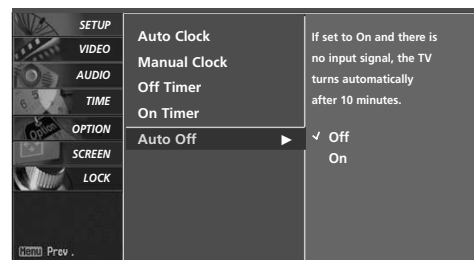 SETUP
VIDEO
AUDIO
TIME
OPTION
SCREEN
LOCK
Menu Prev .
Auto Clock
Manual Clock
Off Timer
On Timer
Auto Off ►
If set to On and there is
no input signal, the TV
turns automatically
after 10 minutes.
✓ Off
On